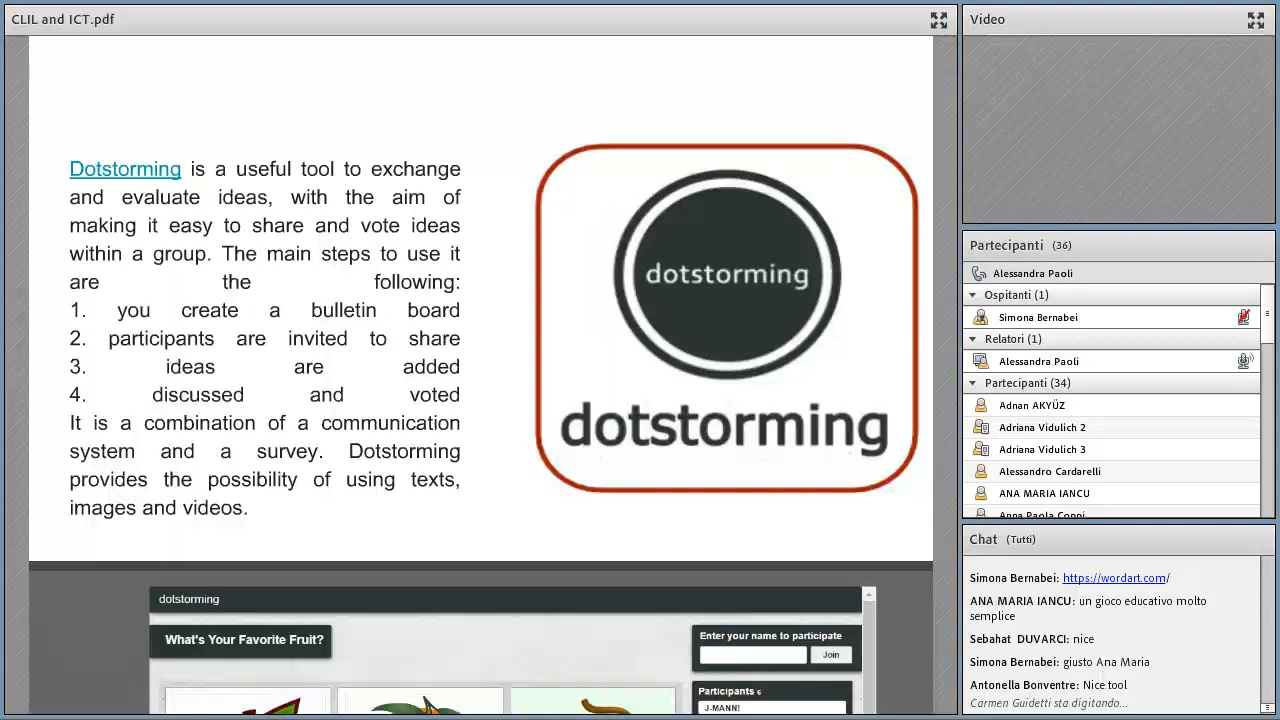 CLIL and ICT.pdf
Dotstorming is a useful tool to exchange
and evaluate ideas, with the aim of
making it easy to share and vote ideas
within a group. The main steps to use it
are the following:
1. you create a bulletin board
2. participants are invited to share
3. ideas are added
4. discussed and voted
It is a combination of a communication
system and a survey. Dotstorming
provides the possibility of using texts,
images and videos.
dotstorming
dotstorming
dotstorming
What's Your Favorite Fruit?
Enter your name to participate
Join
Participants 6
J-MANN!
Video
Partecipanti (36)
Alessandra Paoli
Ospitanti (1)
Simona Bernabei
Relatori (1)
Alessandra Paoli
Partecipanti (34)
Adnan AKYÜZ
Adriana Vidulich 2
Adriana Vidulich 3
Alessandro Cardarelli
ANA MARIA IANCU
Anna Paola Coppi
Chat (Tutti)
Simona Bernabei: https://wordart.com/
ANA MARIA IANCU: un gioco educativo molto
semplice
Sebahat DUVARCI: nice
Simona Bernabei: giusto Ana Maria
Antonella Bonventre: Nice tool
Carmen Guidetti sta digitando...